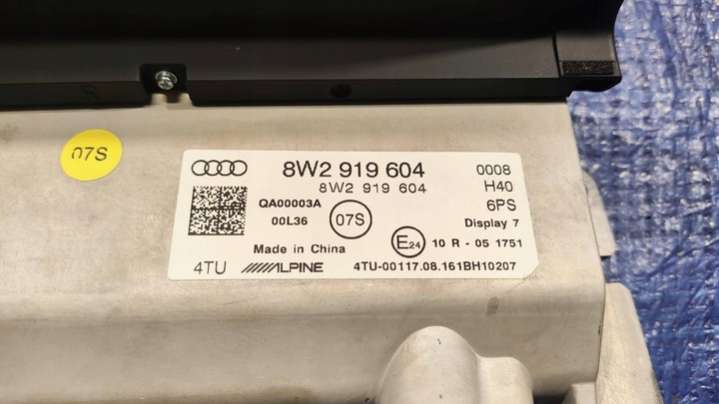 07S
8W2 919 604
0008
8W2 919 604
H40
QA00003A
6PS
00L36
07S
Display 7
E24
10 R - 05 1751
Made in China
4TU
ALPINE
4TU-00117.08.161BH10207